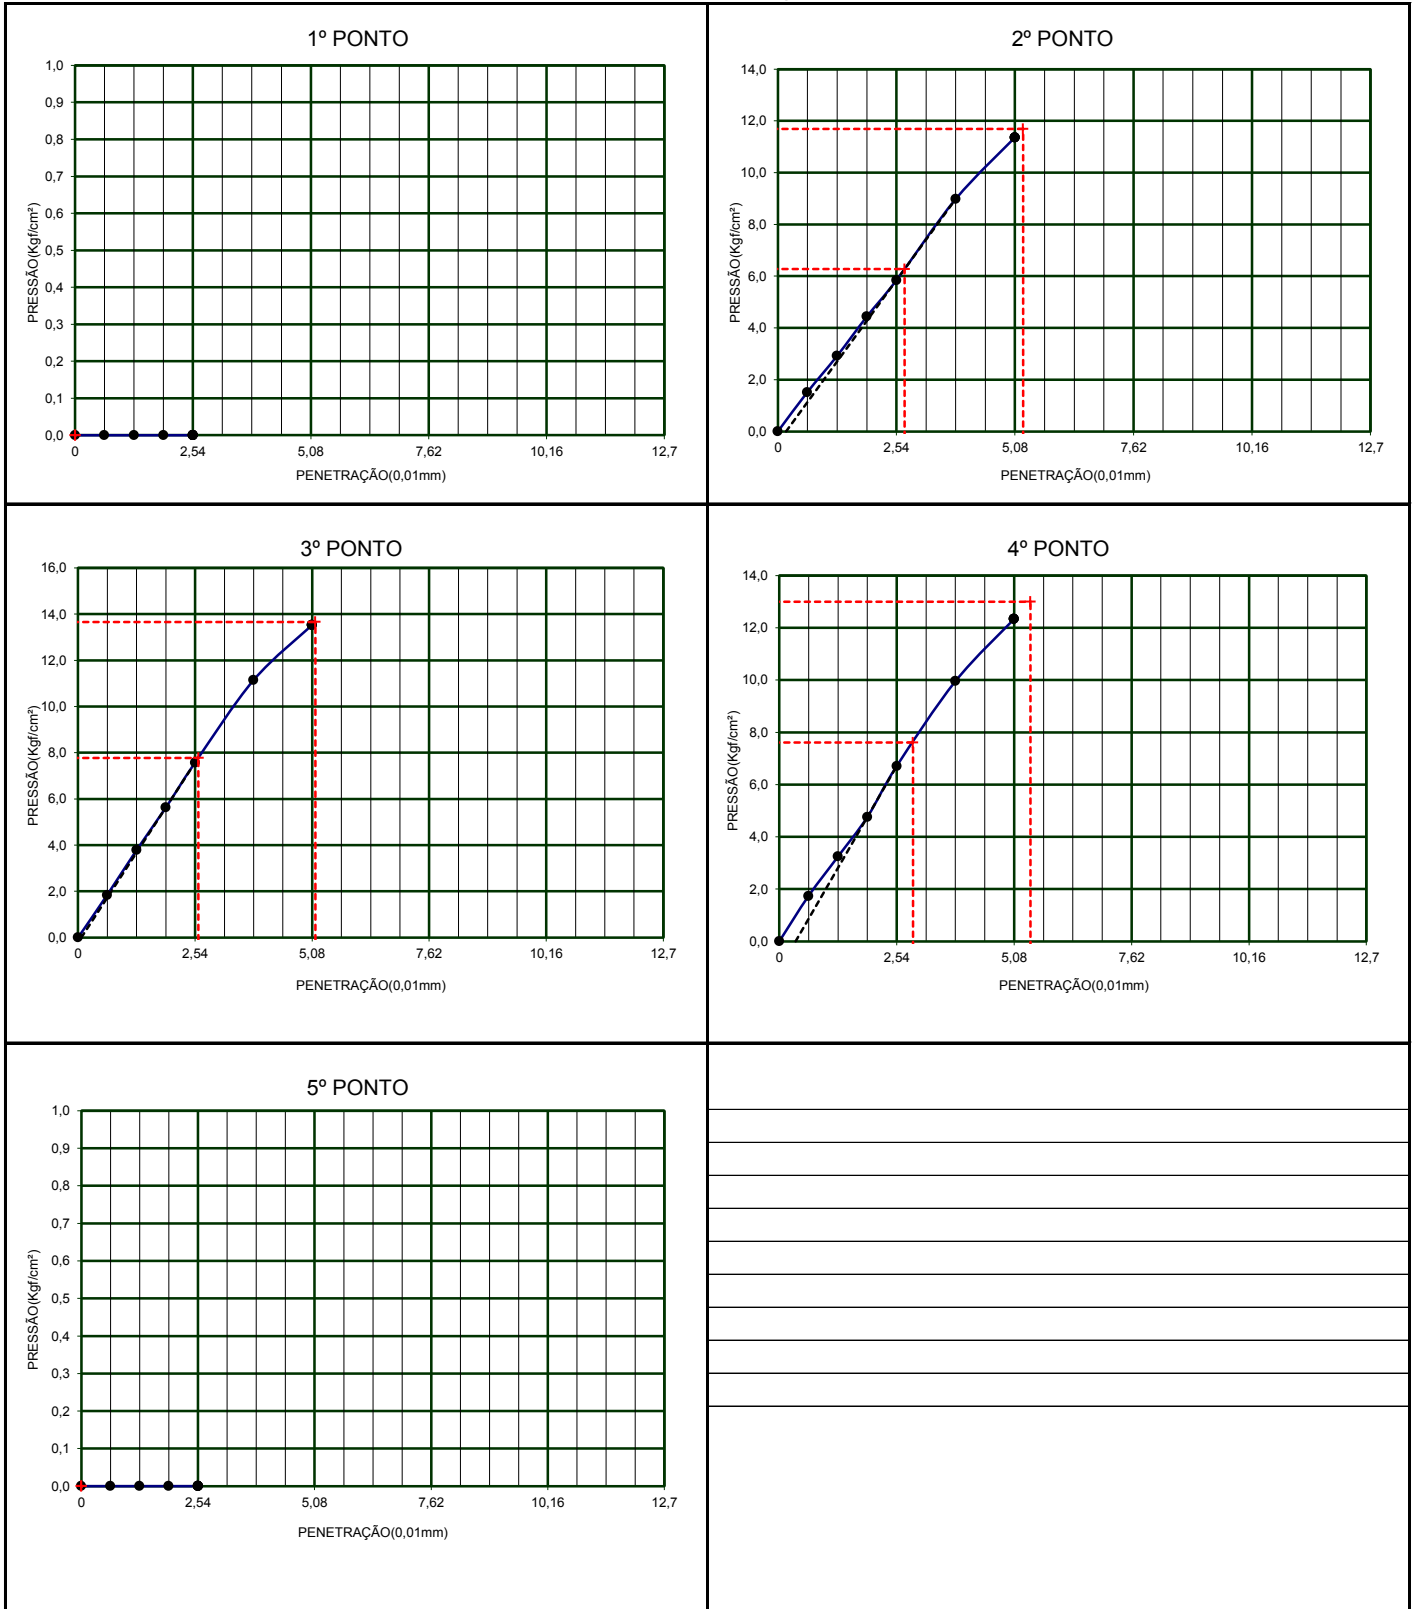 1º PONTO
1,0
0,9
0,8
0,7
0,6
0,5
0,4
0,3
0,2
0,1
0,0
PRESSÃO(Kgf/cm²)
0 2,54 5,08 7,62 10,16 12,7
PENETRAÇÃO(0,01mm)
2º PONTO
14,0
12,0
10,0
8,0
6,0
4,0
2,0
0,0
PRESSÃO(Kgf/cm²)
0 2,54 5,08 7,62 10,16 12,7
PENETRAÇÃO(0,01mm)
3º PONTO
16,0
14,0
12,0
10,0
8,0
6,0
4,0
2,0
0,0
PRESSÃO(Kgf/cm²)
0 2,54 5,08 7,62 10,16 12,7
PENETRAÇÃO(0,01mm)
4º PONTO
14,0
12,0
10,0
8,0
6,0
4,0
2,0
0,0
PRESSÃO(Kgf/cm²)
0 2,54 5,08 7,62 10,16 12,7
PENETRAÇÃO(0,01mm)
5º PONTO
1,0
0,9
0,8
0,7
0,6
0,5
0,4
0,3
0,2
0,1
0,0
PRESSÃO(Kgf/cm²)
0 2,54 5,08 7,62 10,16 12,7
PENETRAÇÃO(0,01mm)